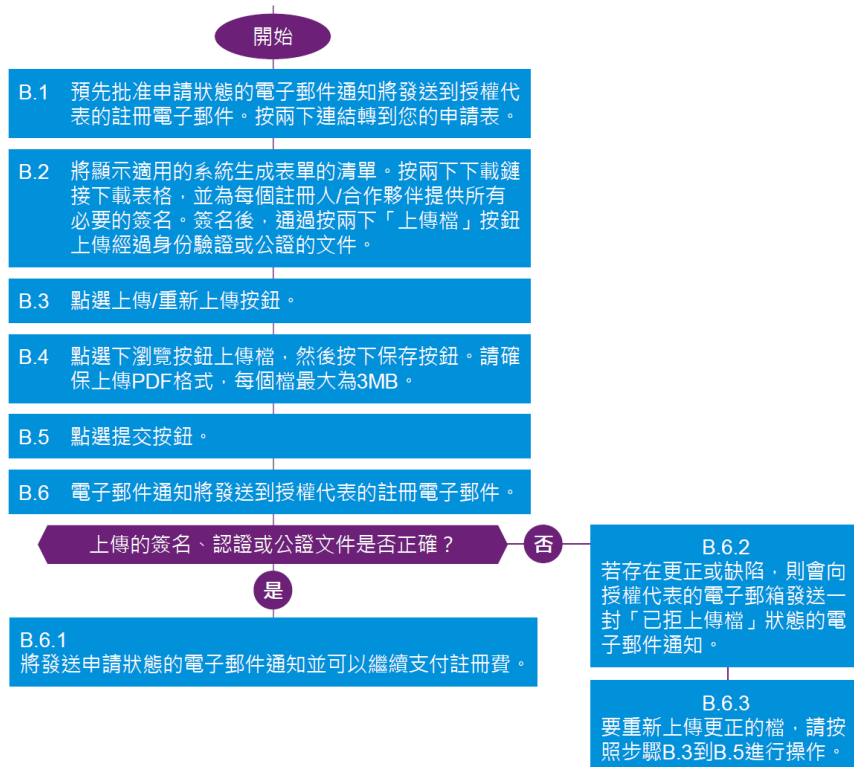 開始
B.1 預先批准申請狀態的電子郵件通知將發送到授權代
表的註冊電子郵件。按兩下連結轉到您的申請表。
B.2 將顯示適用的系統生成表單的清單。按兩下下載鏈
接下載表格，並為每個註冊人/合作夥伴提供所有
必要的簽名。簽名後，通過按兩下「上傳檔」按鈕
上傳經過身份驗證或公證的文件。
B.3 點選上傳/重新上傳按鈕。
B.4 點選下瀏覽按鈕上傳檔，然後按下保存按鈕。請確
保上傳PDF格式，每個檔最大為3MB。
B.5 點選提交按鈕。
B.6 電子郵件通知將發送到授權代表的註冊電子郵件。
上傳的簽名、認證或公證文件是否正確？
否
是
B.6.1
將發送申請狀態的電子郵件通知並可以繼續支付註冊費。
B.6.2
若存在更正或缺陷，則會向
授權代表的電子郵箱發送一
封「已拒上傳檔」狀態的電
子郵件通知。
B.6.3
要重新上傳更正的檔，請按
照步驟B.3到B.5進行操作。